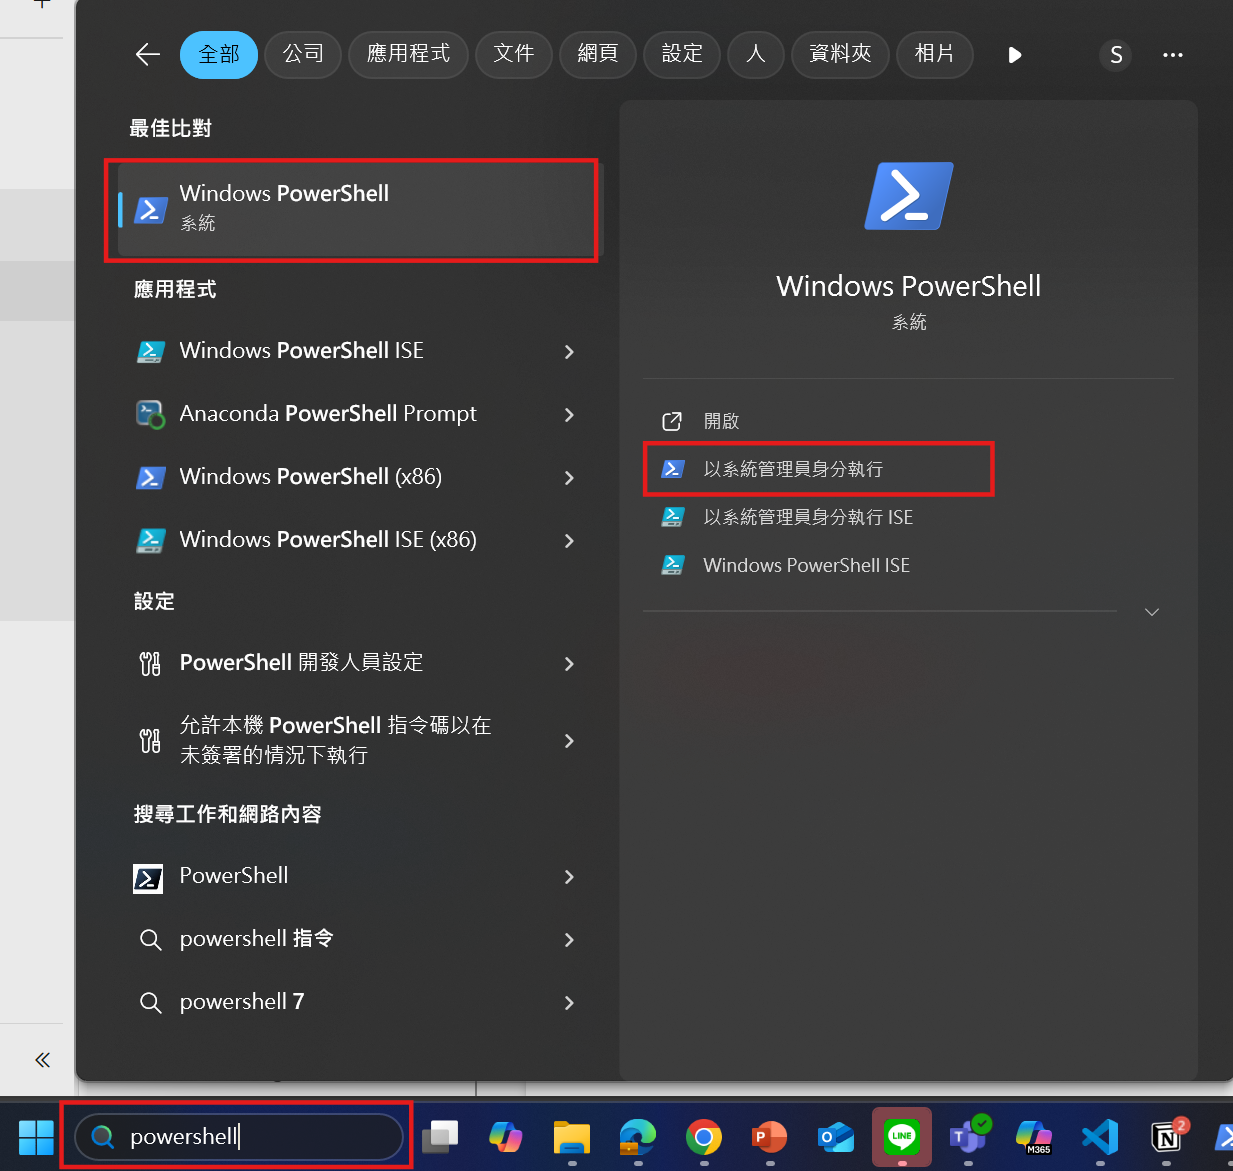 全部 公司 應用程式 文件 網頁 設定 人 資料夾 相片 S
最佳比對
Windows PowerShell
系統
應用程式
Windows PowerShell ISE
Anaconda PowerShell Prompt
Windows PowerShell (x86)
Windows PowerShell ISE (x86)
設定
PowerShell 開發人員設定
允許本機 PowerShell 指令碼以在
未簽署的情況下執行
搜尋工作和網路內容
PowerShell
powershell 指令
powershell 7
Windows PowerShell
系統
開啟
以系統管理員身分執行
以系統管理員身分執行 ISE
Windows PowerShell ISE
powershell
P
O
LINE
T
M365
N
2